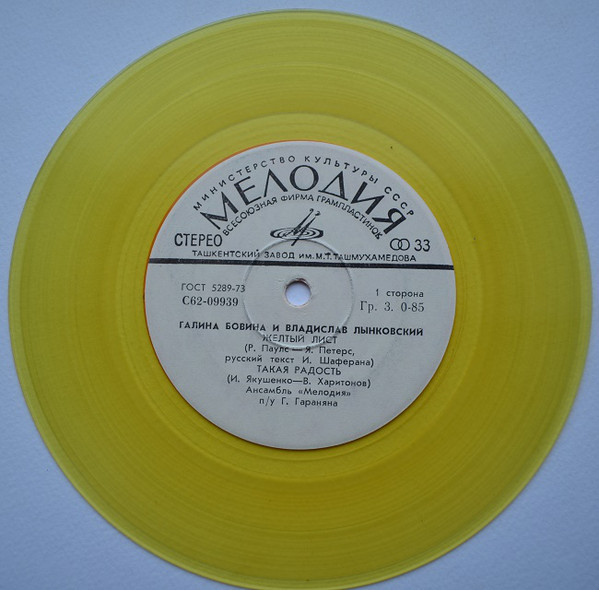 МИНИСТЕРСТВО КУЛЬТУРЫ СССР
МЕЛОДИЯ
ВСЕСОЮЗНАЯ ФИРМА ГРАМПЛАСТИНОК
СТЕРЕО
33
ТАШКЕНТСКИЙ ЗАВОД ИМ. М.Т. ТАШМУХАМЕДОВА
ГОСТ 5289-73
1 сторона
С62-09939
Гр. 3. 0-85
ГАЛИНА БОВИНА И ВЛАДИСЛАВ ЛЫНКОВСКИЙ
ЖЕЛТЫЙ ЛИСТ
(Р. Паулс — Я. Петерс,
русский текст И. Шаферана)
ТАКАЯ РАДОСТЬ
(И. Якушенко—В. Харитонов)
Ансамбль «Мелодия»
п/у Г. Гараняна